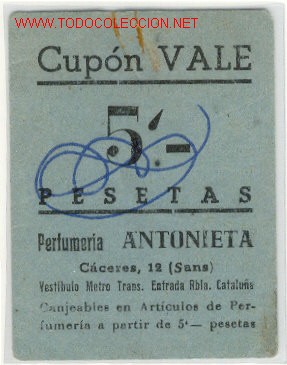 www.TODOCOLECCION.NET
Cupón VALE
5'-
PESETAS
Perfumería ANTONIETA
Cáceres, 12 (Sans)
Vestíbulo Metro Trans. Entrada Rbla. Cataluña
Canjeables en Artículos de Per-
fumería a partir de 5'— pesetas